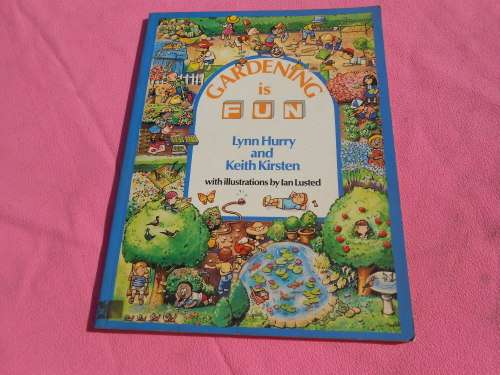 GARDENING
is
FUN
Lynn Hurry
and
Keith Kirsten
with illustrations by Ian Lusted